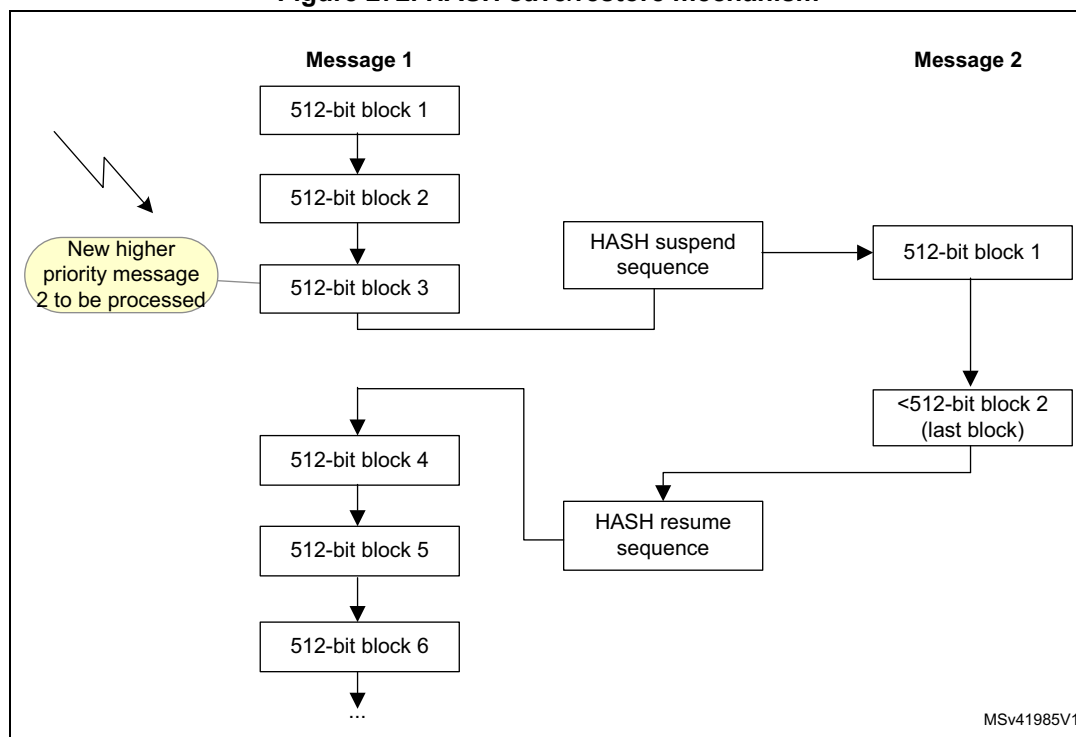 Figure 272. HASH save/restore mechanism
Message 1
Message 2
512-bit block 1
512-bit block 2
New higher
priority message
2 to be processed
512-bit block 3
HASH suspend
sequence
512-bit block 1
<512-bit block 2
(last block)
HASH resume
sequence
512-bit block 4
512-bit block 5
512-bit block 6
...
MSv41985V1